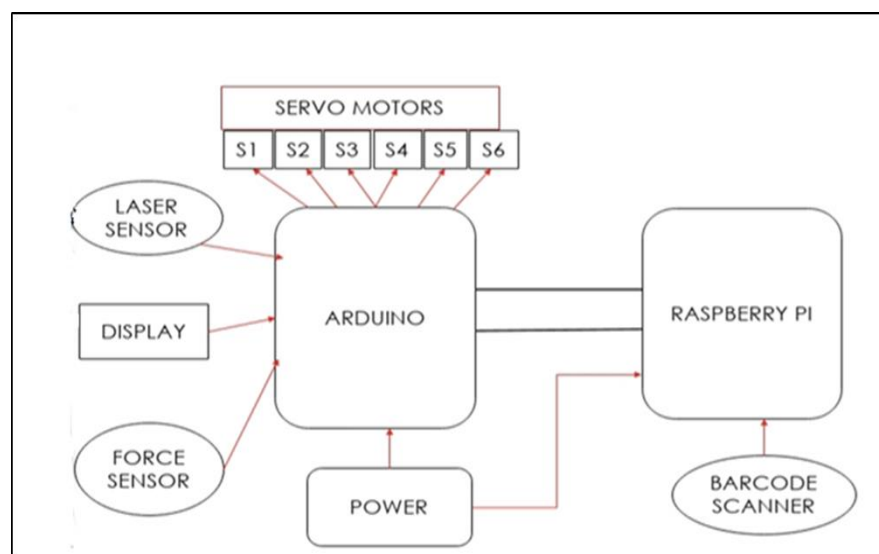 SERVO MOTORS
S1 S2 S3 S4 S5 S6
LASER
SENSOR
DISPLAY
ARDUINO
RASPBERRY PI
FORCE
SENSOR
POWER
BARCODE
SCANNER